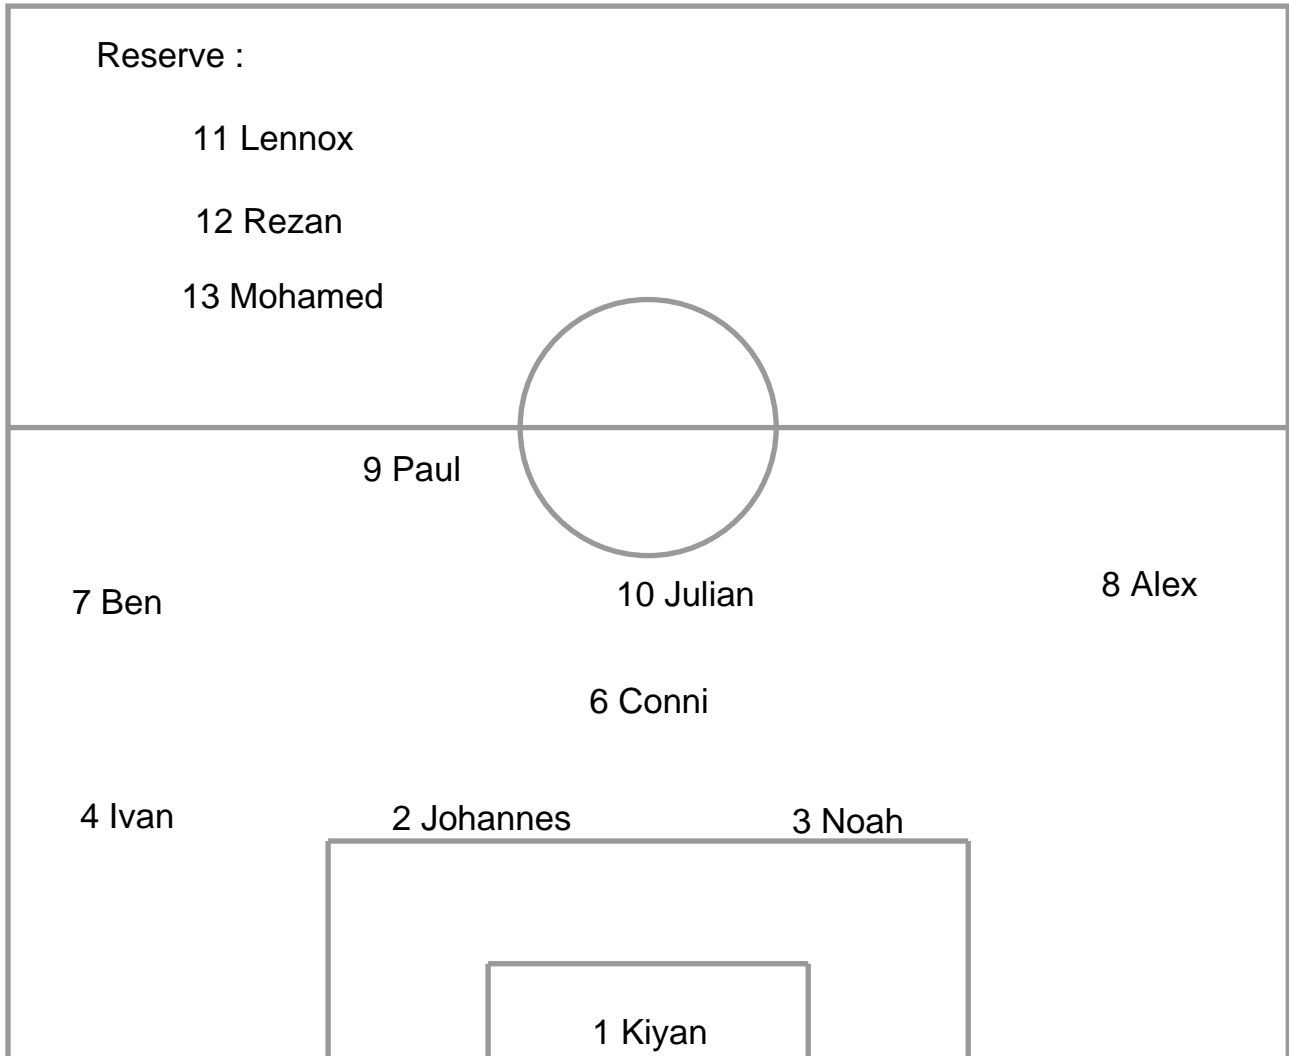 Reserve :
11 Lennox
12 Rezan
13 Mohamed
9 Paul
7 Ben
10 Julian
8 Alex
6 Conni
4 Ivan
2 Johannes
3 Noah
1 Kiyan